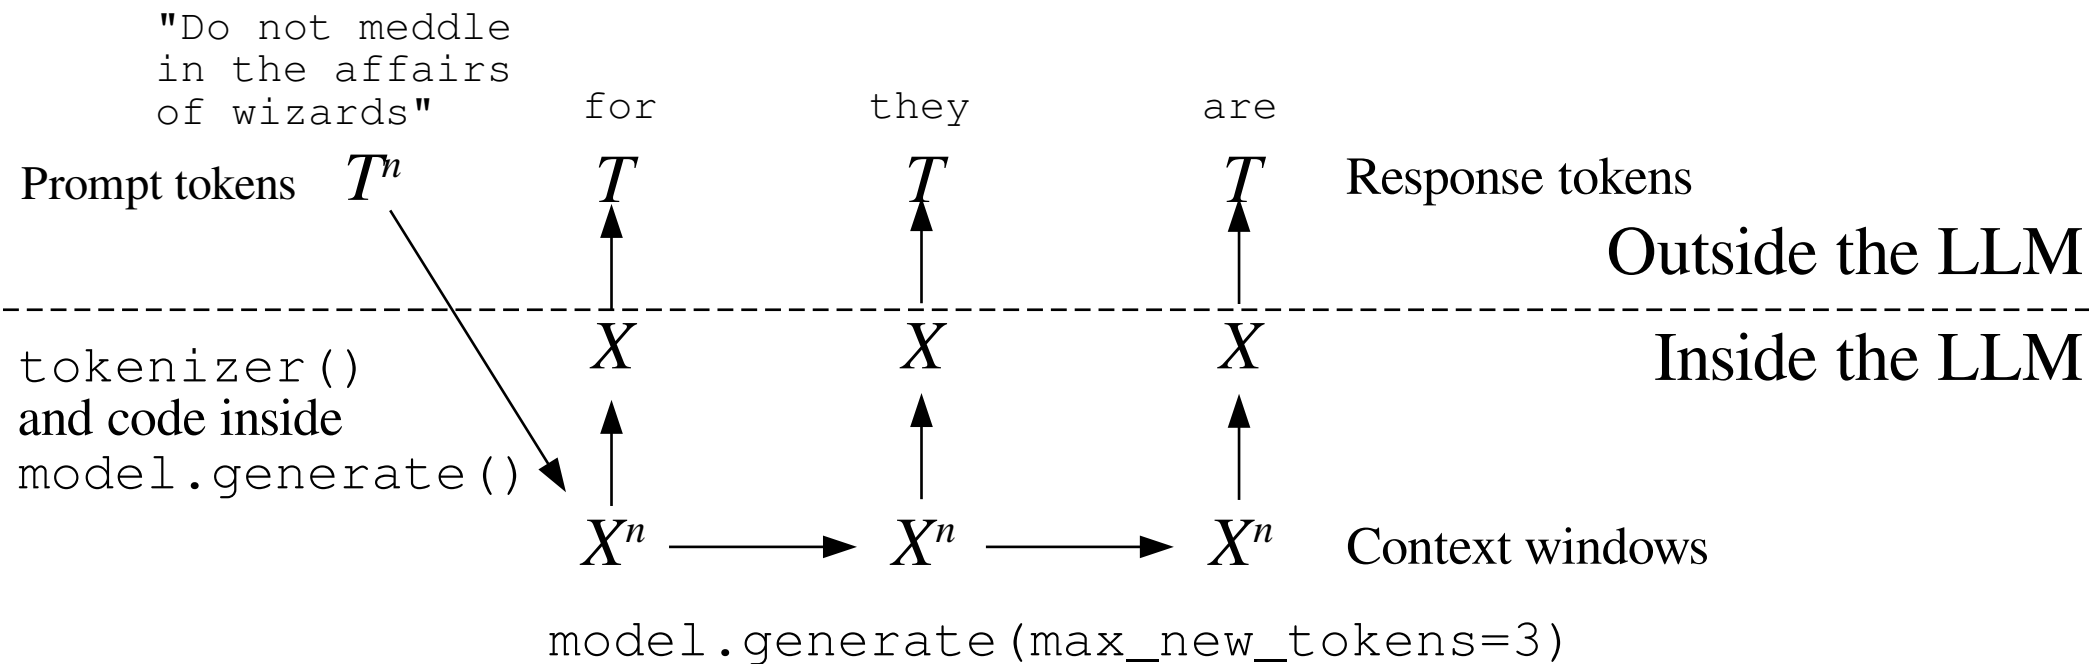 "Do not meddle
in the affairs
of wizards"
for they are
Prompt tokens Tⁿ T T T Response tokens
Outside the LLM
X X X
Inside the LLM
tokenizer()
and code inside
model.generate()
Xⁿ Xⁿ Xⁿ Context windows
model.generate(max_new_tokens=3)